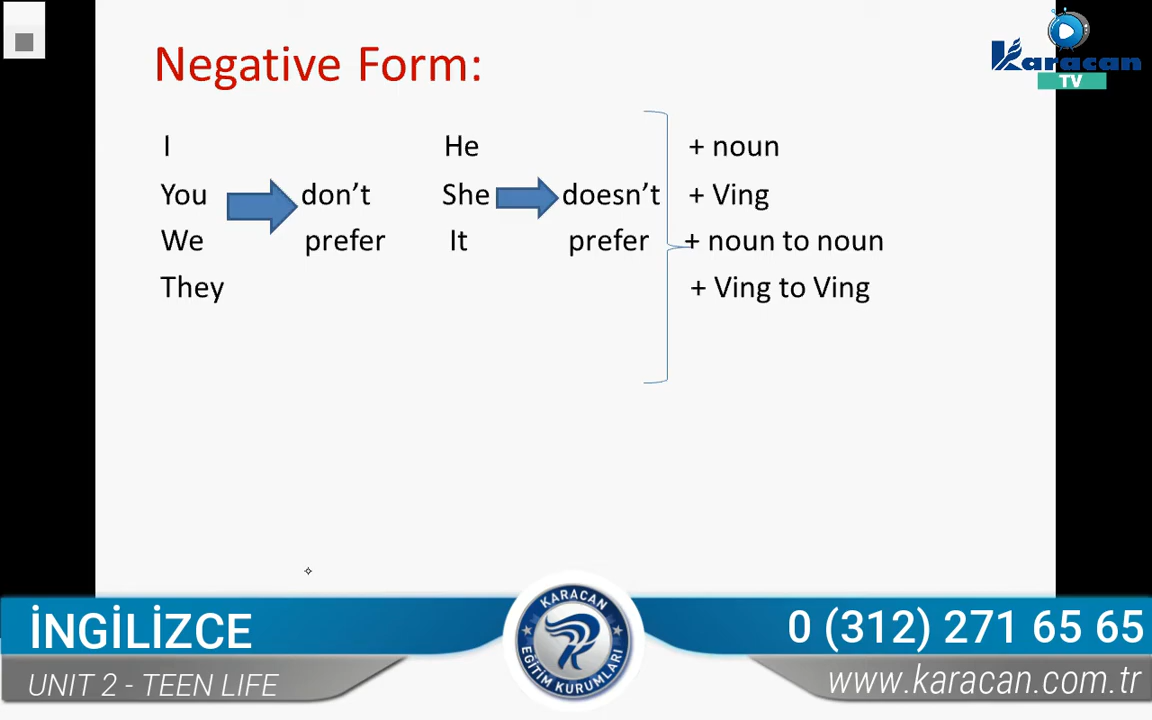 Negative Form:
Karacan
TV
I He + noun
You don't She doesn't + Ving
We prefer It prefer + noun to noun
They + Ving to Ving
İNGİLİZCE
UNIT 2 - TEEN LIFE
KARACAN
EĞİTİM KURUMLARI
0 (312) 271 65 65
www.karacan.com.tr